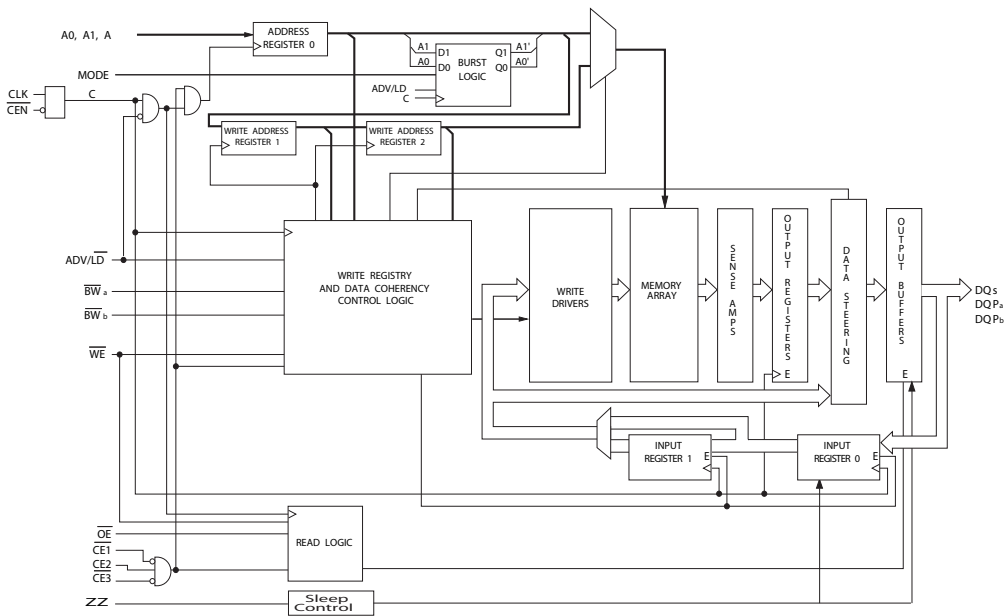 A0, A1, A
ADDRESS
REGISTER 0
A1
A0
D1
D0
BURST
LOGIC
Q1
Q0
A1'
A0'
MODE
ADV/LD
C
CLK
CEN
C
WRITE ADDRESS
REGISTER 1
WRITE ADDRESS
REGISTER 2
ADV/LD
BW a
BW b
WE
WRITE REGISTRY
AND DATA COHERENCY
CONTROL LOGIC
WRITE
DRIVERS
MEMORY
ARRAY
SENSE AMPS
OUTPUT REGISTERS
E
DATA STEERING
OUTPUT BUFFERS
E
DQs
DQPa
DQPb
INPUT
REGISTER 1
E
INPUT
REGISTER 0
E
OE
CE1
CE2
CE3
READ LOGIC
ZZ
Sleep
Control